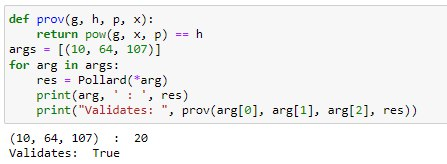 def prov(g, h, p, x):
    return pow(g, x, p) == h
args = [(10, 64, 107)]
for arg in args:
    res = Pollard(*arg)
    print(arg, ' : ', res)
    print("Validates: ", prov(arg[0], arg[1], arg[2], res))
(10, 64, 107)  :  20
Validates:  True